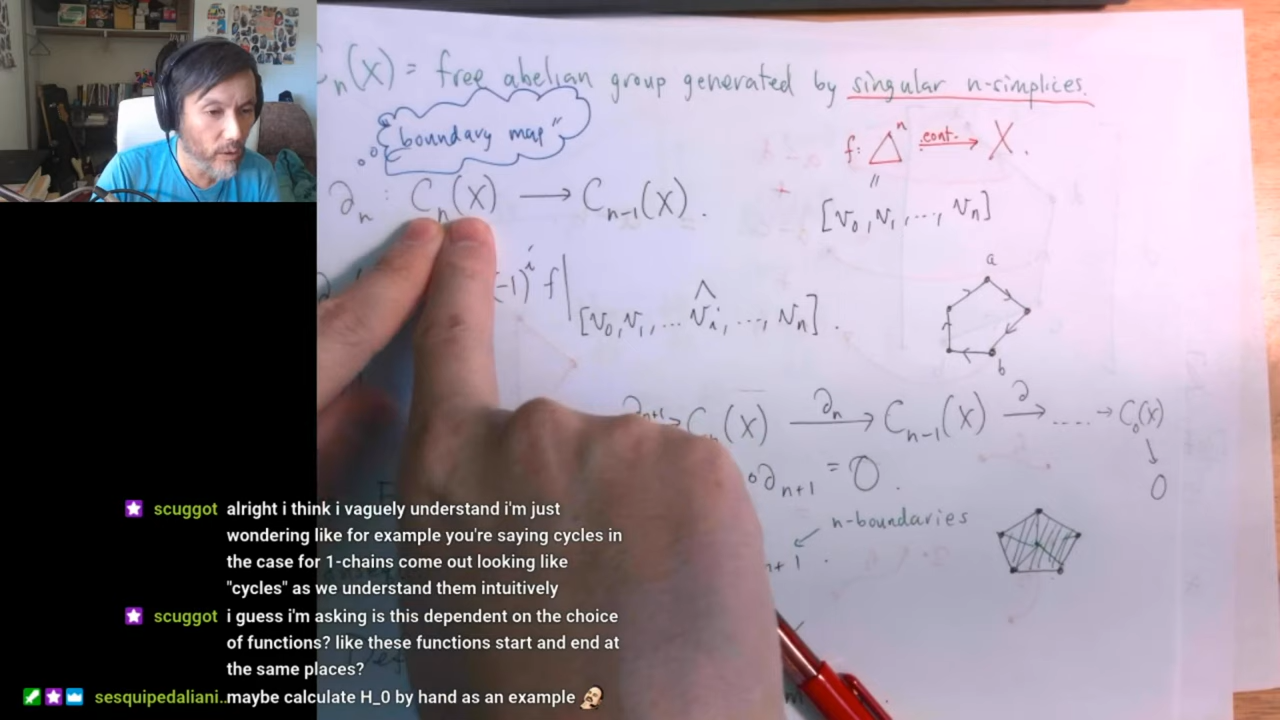 C_n(X) = free abelian group generated by singular n-simplices.
"boundary map"
f: Δ^n cont. → X.
∂_n : C_n(X) → C_{n-1}(X).
"
[v_0, v_1, ..., v_n]
a
(-1)^i f | [v_0, v_1, ... v̂_i, ..., v_n].
b
∂_{n+1} → C_n(X) ∂_n → C_{n-1}(X) ∂ → ..... → C_0(X)
↓
0
∘∂_{n+1} = 0.
n-boundaries
n+1.
scuggot alright i think i vaguely understand i'm just
wondering like for example you're saying cycles in
the case for 1-chains come out looking like
"cycles" as we understand them intuitively
scuggot i guess i'm asking is this dependent on the choice
of functions? like these functions start and end at
the same places?
sesquipedaliani.. maybe calculate H_0 by hand as an example